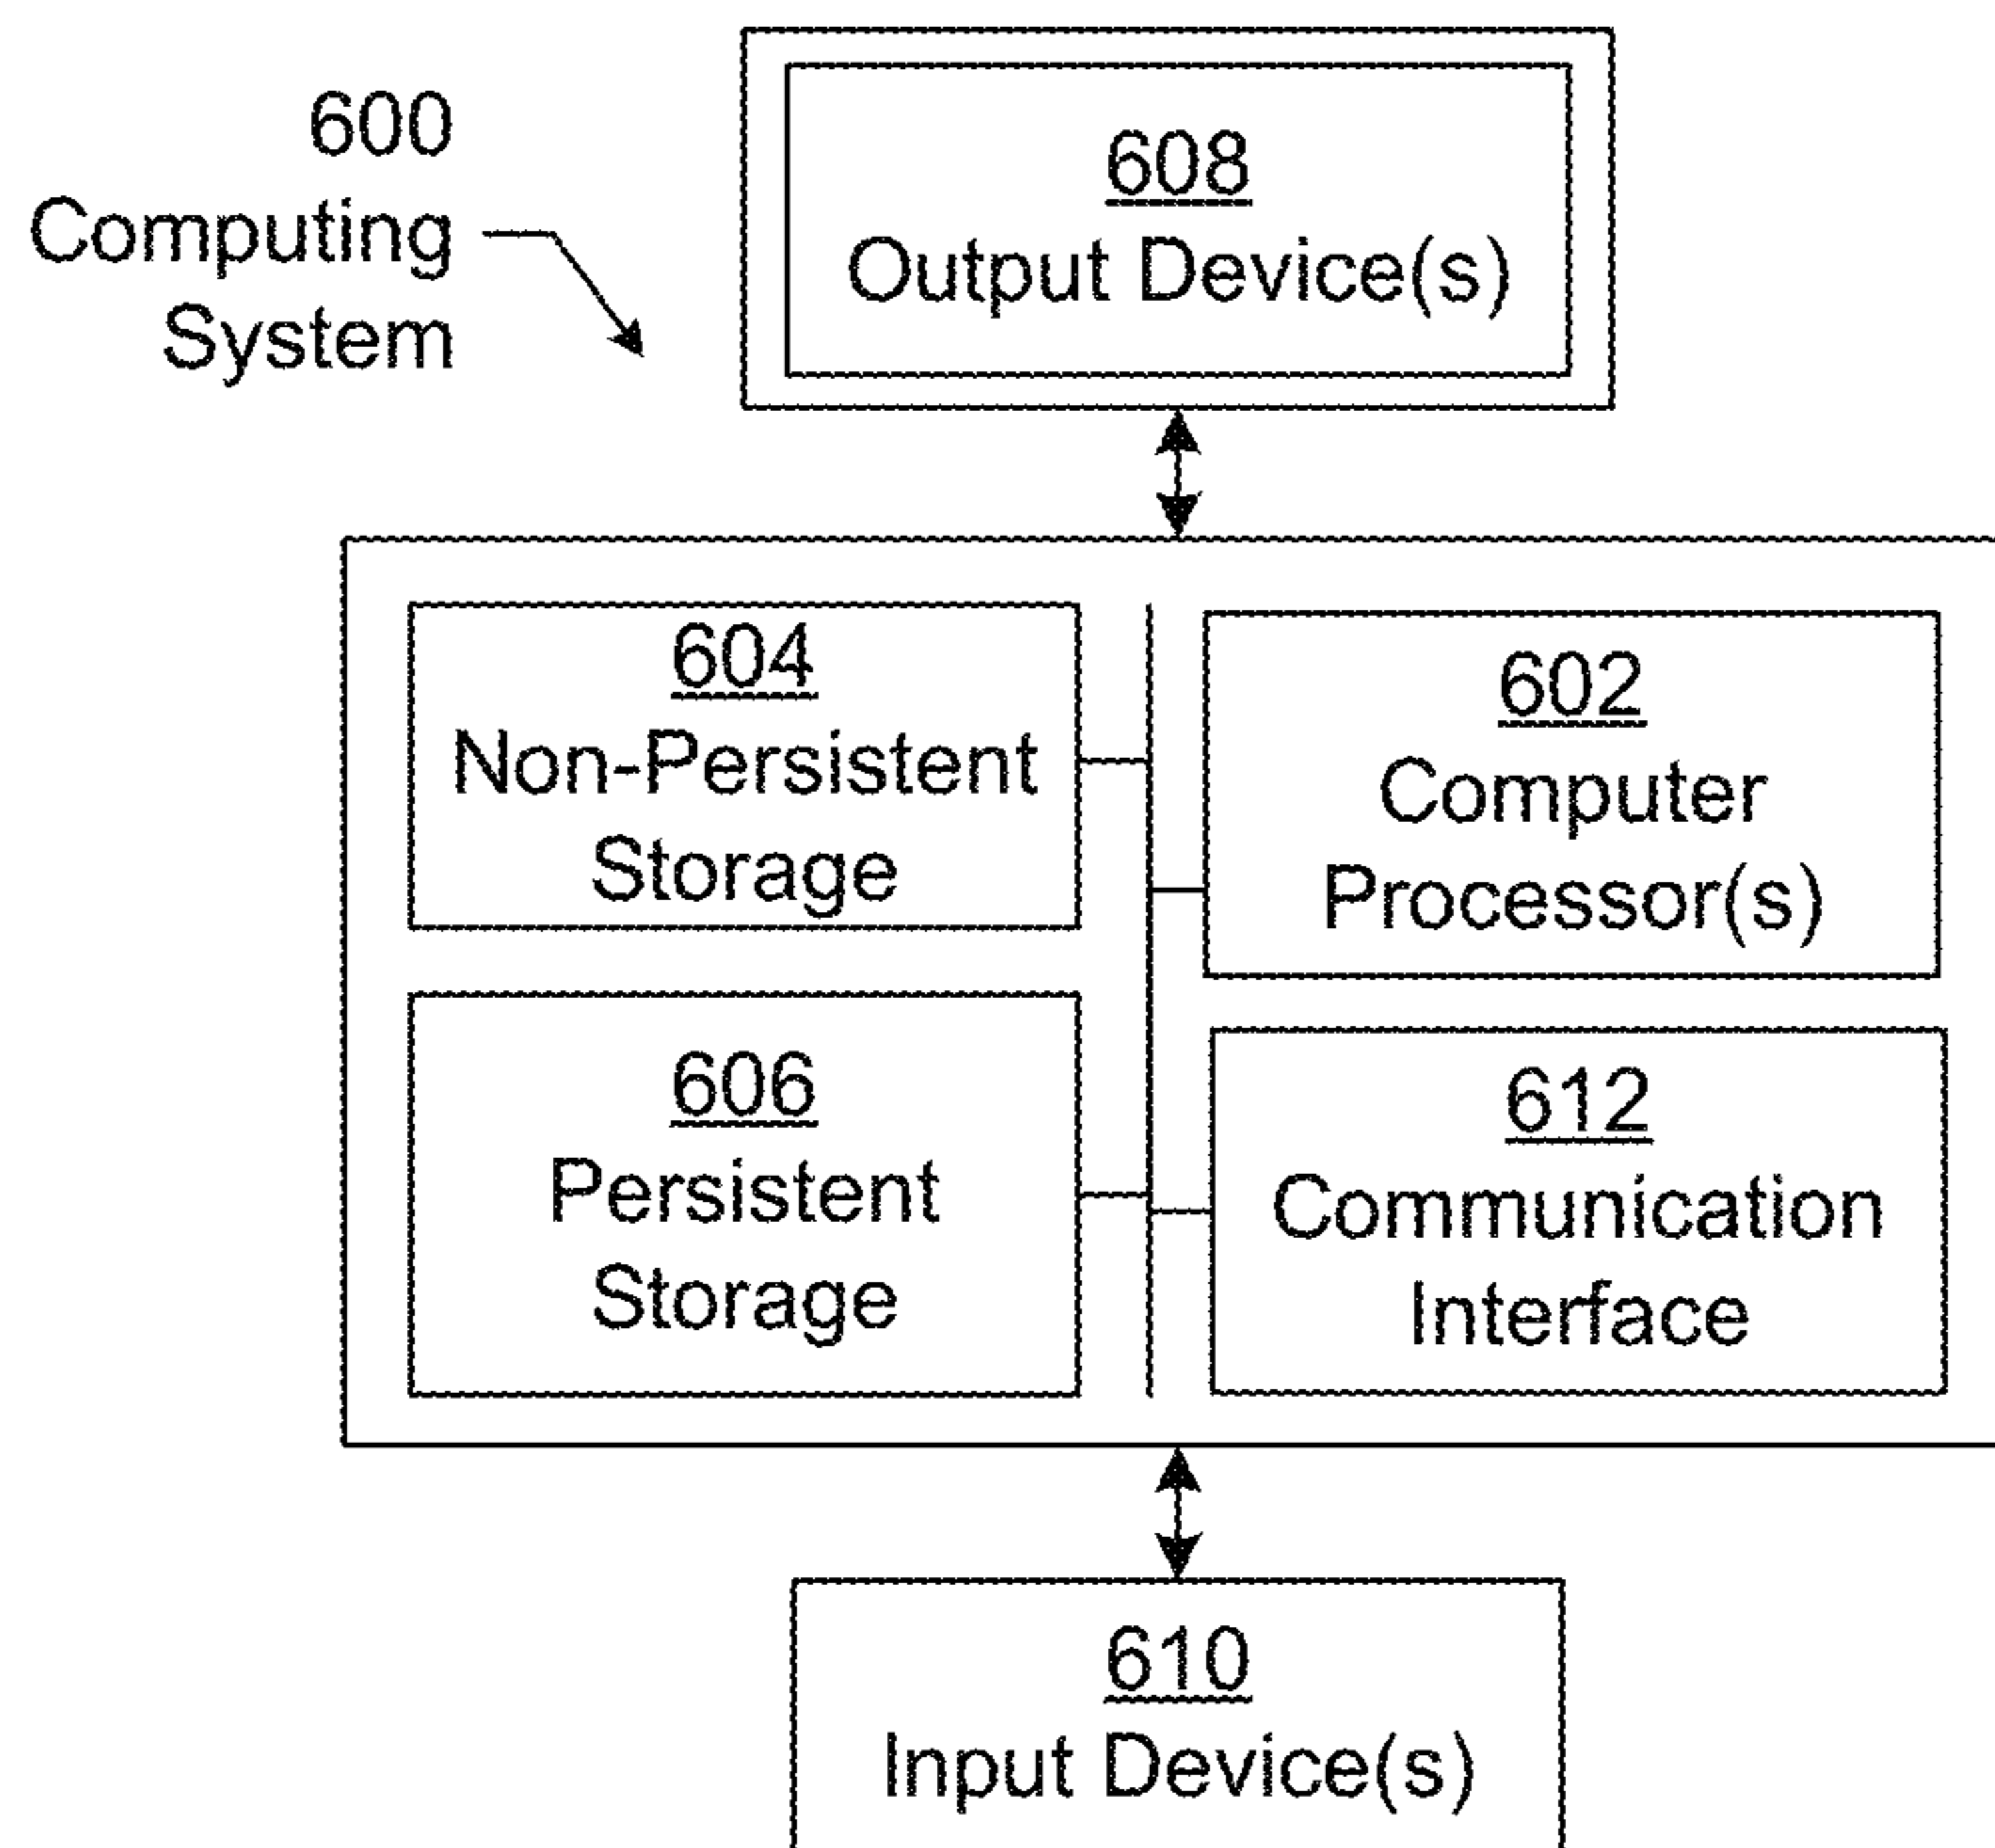 600
Computing
System
608
Output Device(s)
604
Non-Persistent
Storage
602
Computer
Processor(s)
606
Persistent
Storage
612
Communication
Interface
610
Input Device(s)